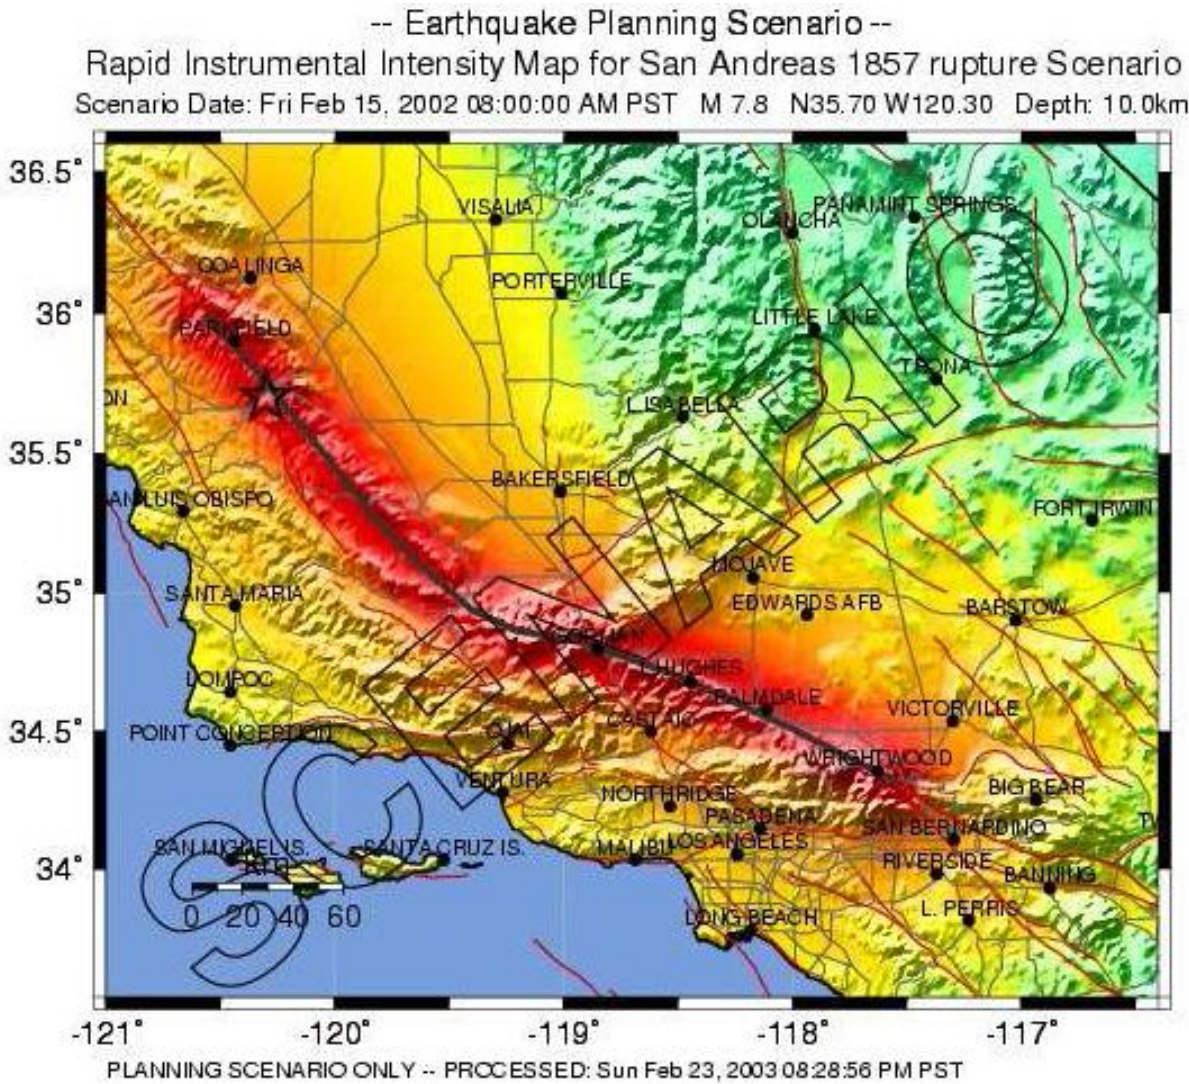 -- Earthquake Planning Scenario --
Rapid Instrumental Intensity Map for San Andreas 1857 rupture Scenario
Scenario Date: Fri Feb 15, 2002 08:00:00 AM PST M 7.8 N35.70 W120.30 Depth: 10.0km
36.5°
VISALIA
PANAMINT SPRINGS
OLANCHA
COALINGA
PORTERVILLE
36°
LITTLE LAKE
PARKFIELD
TRONA
ON
L.ISABELLA
35.5°
BAKERSFIELD
AN LUIS OBISPO
FORT IRWIN
MOJAVE
35°
SANTA MARIA
EDWARDS AFB
BARSTOW
GORMAN
L.HUGHES
LOMPOC
PALMDALE
VICTORVILLE
CASTAIC
34.5°
POINT CONCEPTION
OJAI
WRIGHTWOOD
VENTURA
BIG BEAR
NORTHRIDGE
PASADENA
SAN BERNARDINO
LOS ANGELES
SAN MIGUEL IS.
SANTA CRUZ IS.
MALIBU
RIVERSIDE
34°
km
BANNING
0 20 40 60
LONG BEACH
L. PERRIS
SCENARIO
-121° -120° -119° -118° -117°
PLANNING SCENARIO ONLY -- PROCESSED: Sun Feb 23, 2003 08:28:56 PM PST